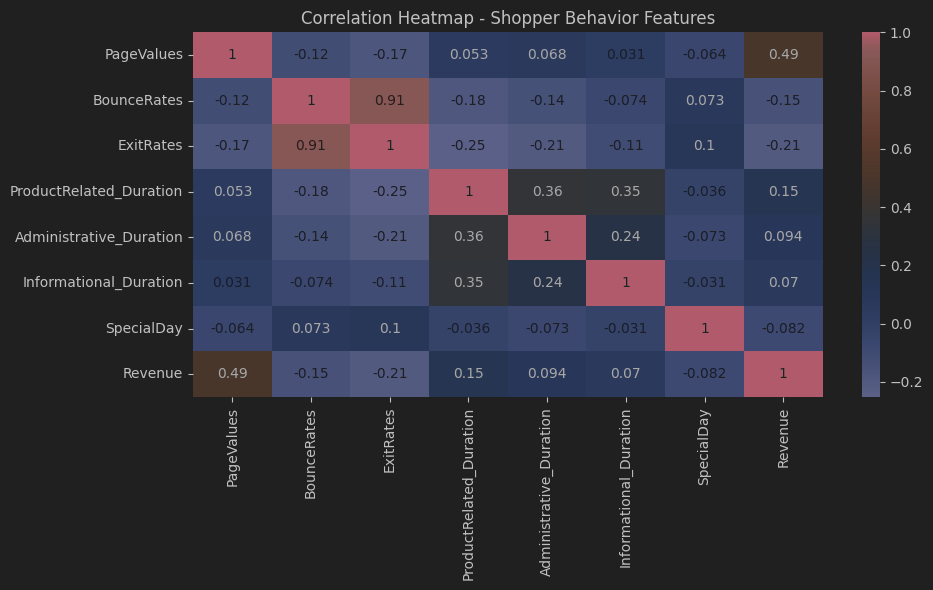 Correlation Heatmap - Shopper Behavior Features
PageValues 1 -0.12 -0.17 0.053 0.068 0.031 -0.064 0.49
BounceRates -0.12 1 0.91 -0.18 -0.14 -0.074 0.073 -0.15
ExitRates -0.17 0.91 1 -0.25 -0.21 -0.11 0.1 -0.21
ProductRelated_Duration 0.053 -0.18 -0.25 1 0.36 0.35 -0.036 0.15
Administrative_Duration 0.068 -0.14 -0.21 0.36 1 0.24 -0.073 0.094
Informational_Duration 0.031 -0.074 -0.11 0.35 0.24 1 -0.031 0.07
SpecialDay -0.064 0.073 0.1 -0.036 -0.073 -0.031 1 -0.082
Revenue 0.49 -0.15 -0.21 0.15 0.094 0.07 -0.082 1
PageValues
BounceRates
ExitRates
ProductRelated_Duration
Administrative_Duration
Informational_Duration
SpecialDay
Revenue
1.0
0.8
0.6
0.4
0.2
0.0
−0.2